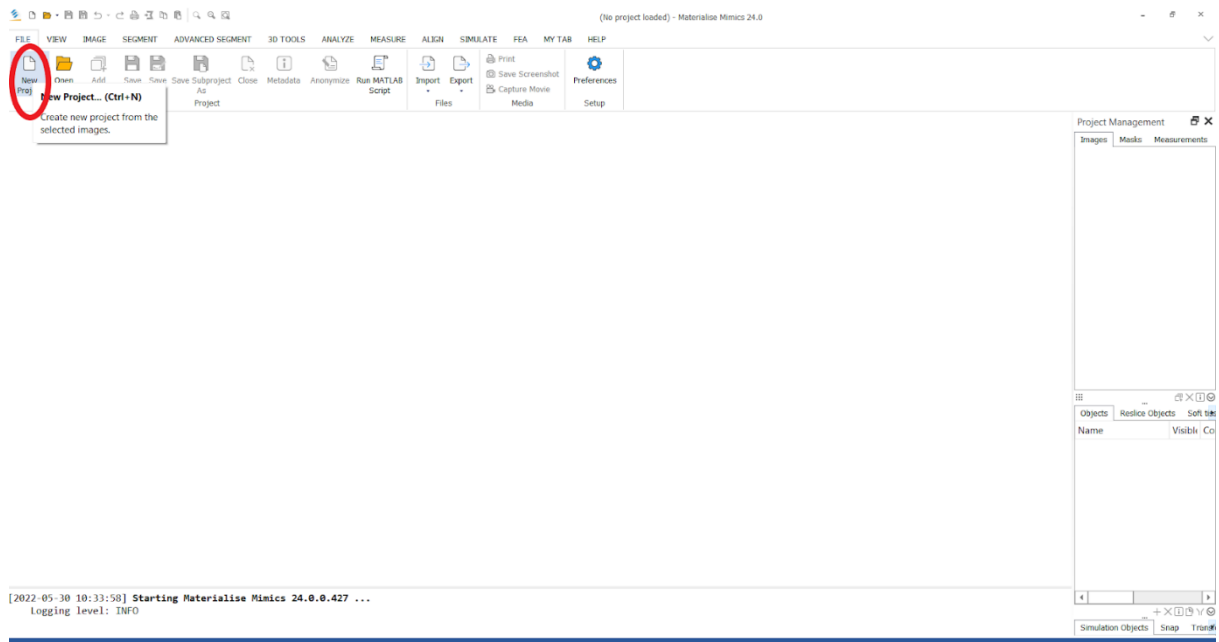 (No project loaded) - Materialise Mimics 24.0
FILE VIEW IMAGE SEGMENT ADVANCED SEGMENT 3D TOOLS ANALYZE MEASURE ALIGN SIMULATE FEA MY TAB HELP
New Open Add Save Save Save Subproject Close Metadata Anonymize Run MATLAB Import Export Print Preferences
Proj As Script Save Screenshot
Capture Movie
Project Files Media Setup
New Project... (Ctrl+N)
Create new project from the
selected images.
Project Management
Images Masks Measurements
Objects Reslice Objects Soft
Name Visible Co
[2022-05-30 10:33:58] Starting Materialise Mimics 24.0.0.427 ...
Logging level: INFO
Simulation Objects Snap